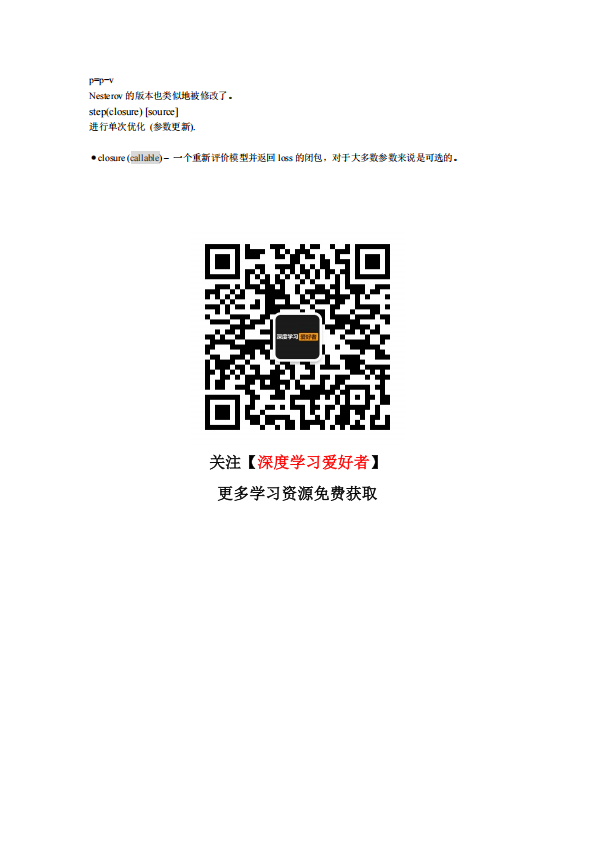 p=p−v
Nesterov 的版本也类似地被修改了。
step(closure) [source]
进行单次优化 (参数更新).
●closure (callable) – 一个重新评价模型并返回 loss 的闭包，对于大多数参数来说是可选的。
深度学习 爱好者
关注【深度学习爱好者】
更多学习资源免费获取